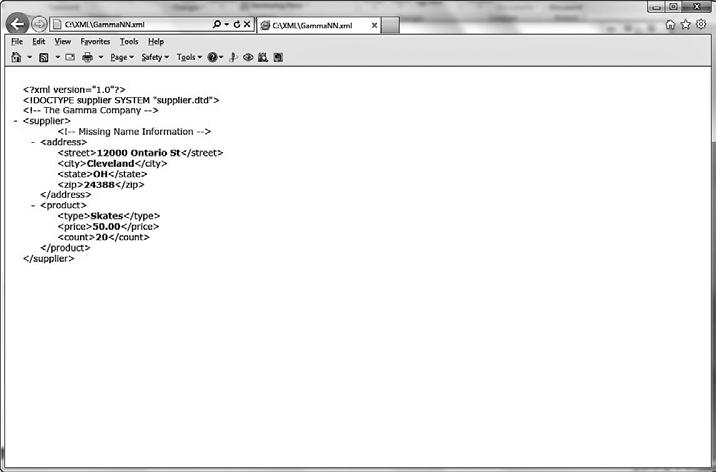 C:\XML\GammaNN.xml
C:\XML\GammaNN.xml
File Edit View Favorites Tools Help
Page Safety Tools
<?xml version="1.0"?>
<!DOCTYPE supplier SYSTEM "supplier.dtd">
<!-- The Gamma Company -->
- <supplier>
<!-- Missing Name Information -->
- <address>
<street>12000 Ontario St</street>
<city>Cleveland</city>
<state>OH</state>
<zip>24388</zip>
</address>
- <product>
<type>Skates</type>
<price>50.00</price>
<count>20</count>
</product>
</supplier>